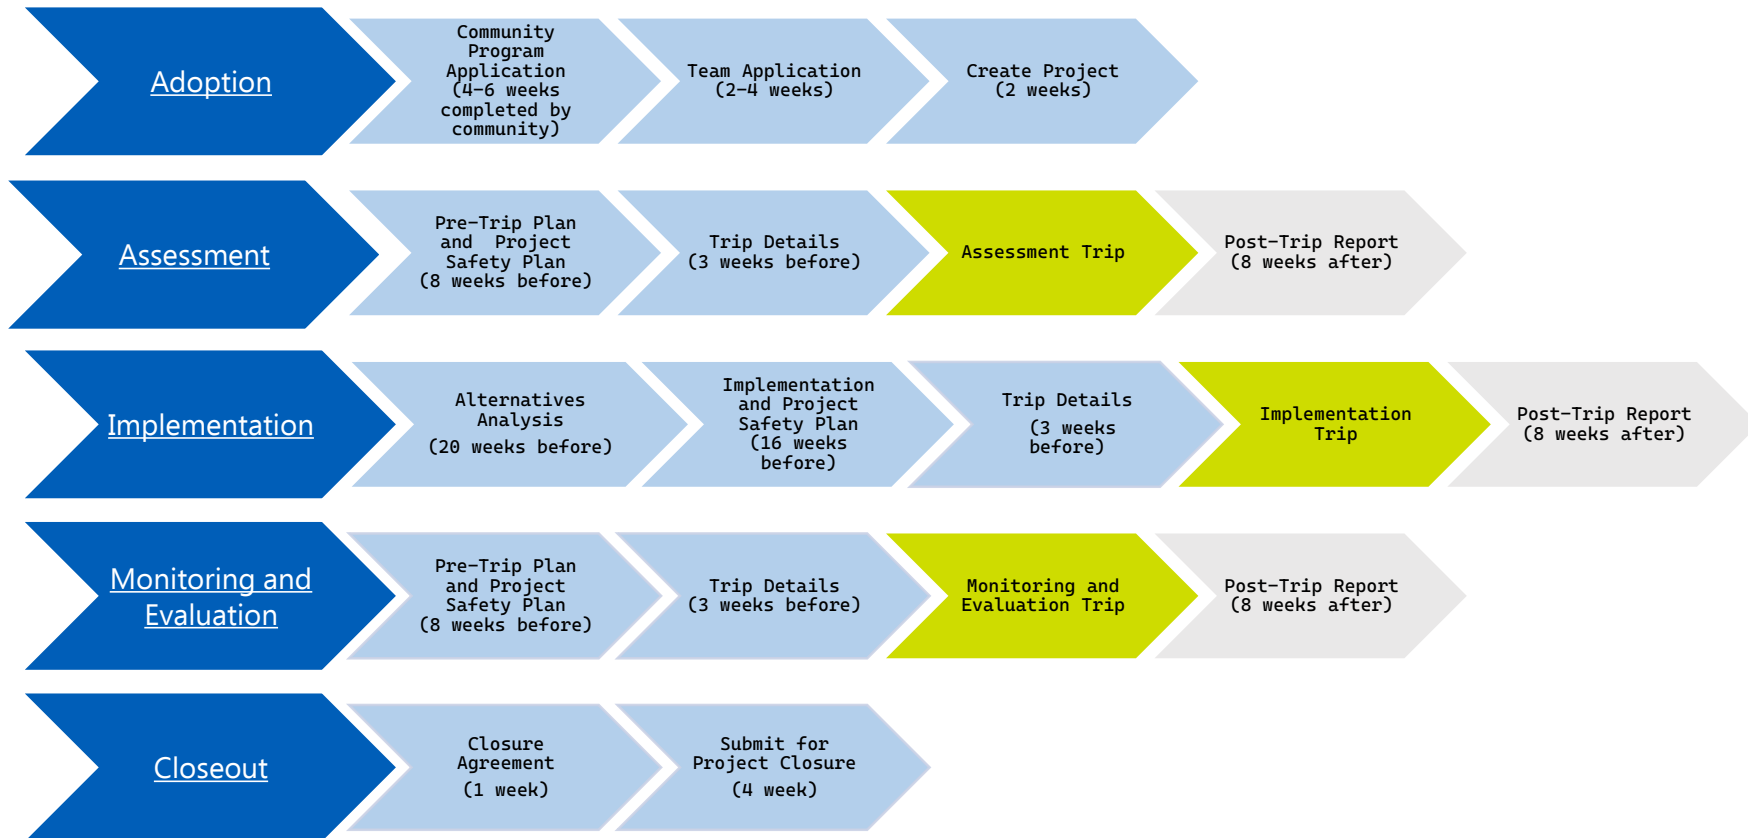 Adoption
Community
Program
Application
(4-6 weeks
completed by
community)
Team Application
(2-4 weeks)
Create Project
(2 weeks)
Assessment
Pre-Trip Plan
and Project
Safety Plan
(8 weeks before)
Trip Details
(3 weeks before)
Assessment Trip
Post-Trip Report
(8 weeks after)
Implementation
Alternatives
Analysis
(20 weeks before)
Implementation
and Project
Safety Plan
(16 weeks
before)
Trip Details
(3 weeks
before)
Implementation
Trip
Post-Trip Report
(8 weeks after)
Monitoring and
Evaluation
Pre-Trip Plan
and Project
Safety Plan
(8 weeks before)
Trip Details
(3 weeks before)
Monitoring and
Evaluation Trip
Post-Trip Report
(8 weeks after)
Closeout
Closure
Agreement
(1 week)
Submit for
Project Closure
(4 week)